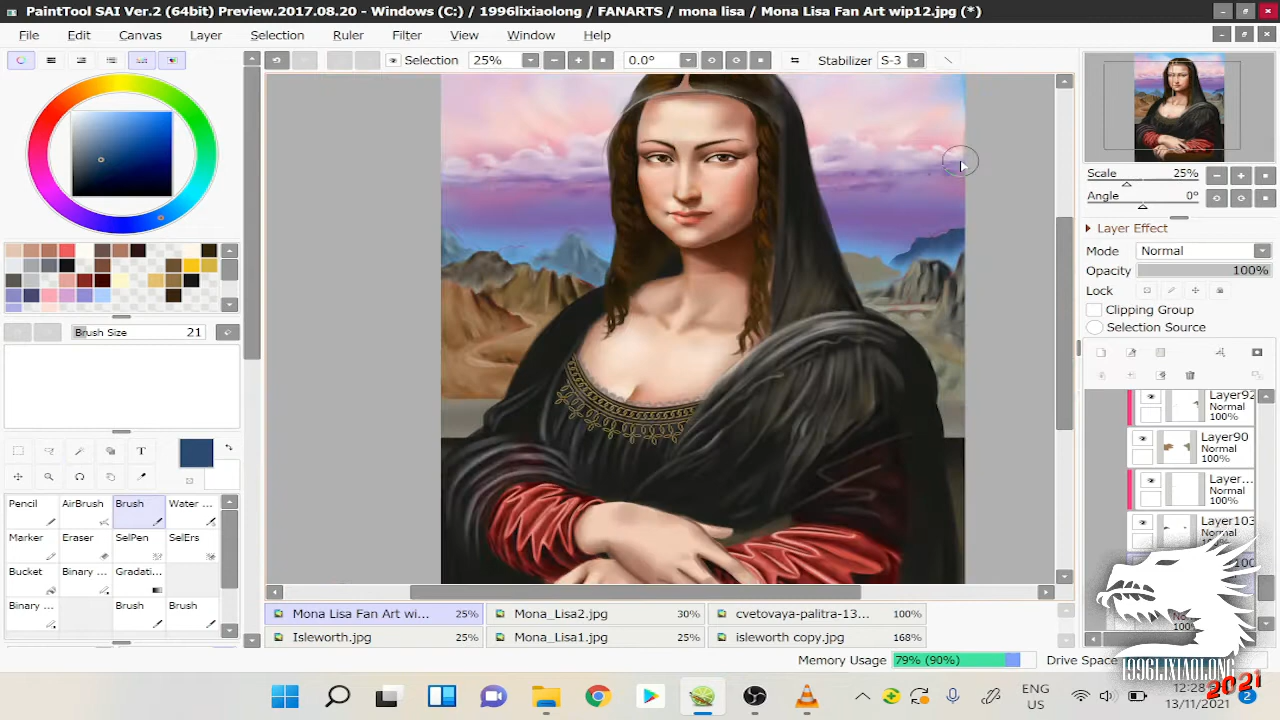 PaintTool SAI Ver.2 (64bit) Preview.2017.08.20 - Windows (C:) / 1996lixiaolong / FANARTS / mona lisa / Mona Lisa Fan Art wip12.jpg (*)
File Edit Canvas Layer Selection Ruler Filter View Window Help
Selection 25% 0.0° Stabilizer S-3
Scale 25%
Angle 0°
Layer Effect
Mode Normal
Opacity 100%
Lock
Clipping Group
Selection Source
Brush Size 21
T
Pencil AirBrush Brush Water ...
Marker Eraser SelPen SelErs
Bucket Binary ... Gradati...
Binary ... Brush Brush
Layer92
Normal
100%
Layer90
Normal
100%
Layer...
Normal
100%
Layer103
Normal
Mona Lisa Fan Art wi... 25% Mona_Lisa2.jpg 30% cvetovaya-palitra-13... 100%
Isleworth.jpg 25% Mona_Lisa1.jpg 25% isleworth copy.jpg 168%
Memory Usage 79% (90%) Drive Space
1996LIXIAOLONG
2021
ENG
US
12:28
13/11/2021
2